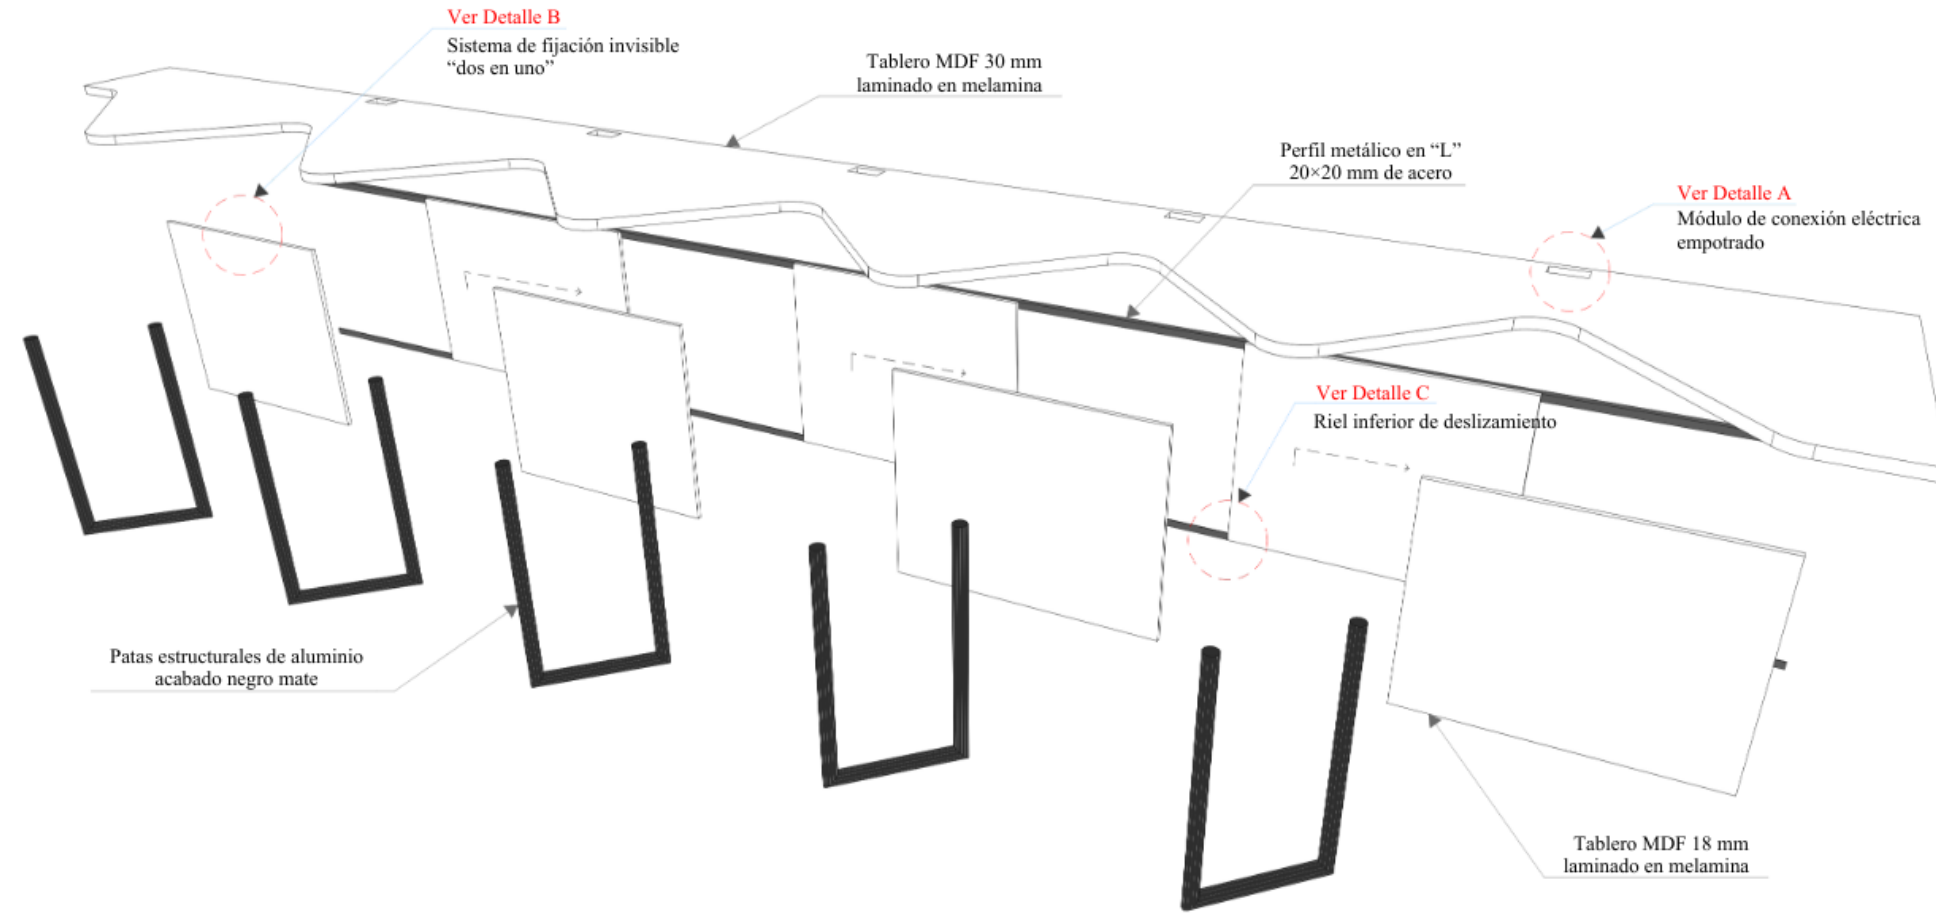 Ver Detalle B
Sistema de fijación invisible
“dos en uno”
Tablero MDF 30 mm
laminado en melamina
Perfil metálico en “L”
20×20 mm de acero
Ver Detalle A
Módulo de conexión eléctrica
empotrado
Ver Detalle C
Riel inferior de deslizamiento
Patas estructurales de aluminio
acabado negro mate
Tablero MDF 18 mm
laminado en melamina